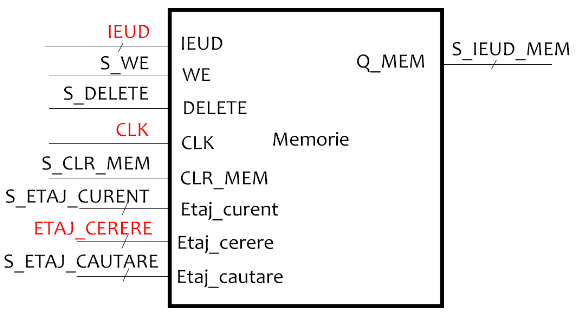 IEUD
IEUD
S_IEUD_MEM
Q_MEM
S_WE
WE
S_DELETE
DELETE
CLK
CLK
Memorie
S_CLR_MEM
CLR_MEM
S_ETAJ_CURENT
Etaj_curent
ETAJ_CERERE
Etaj_cerere
S_ETAJ_CAUTARE
Etaj_cautare